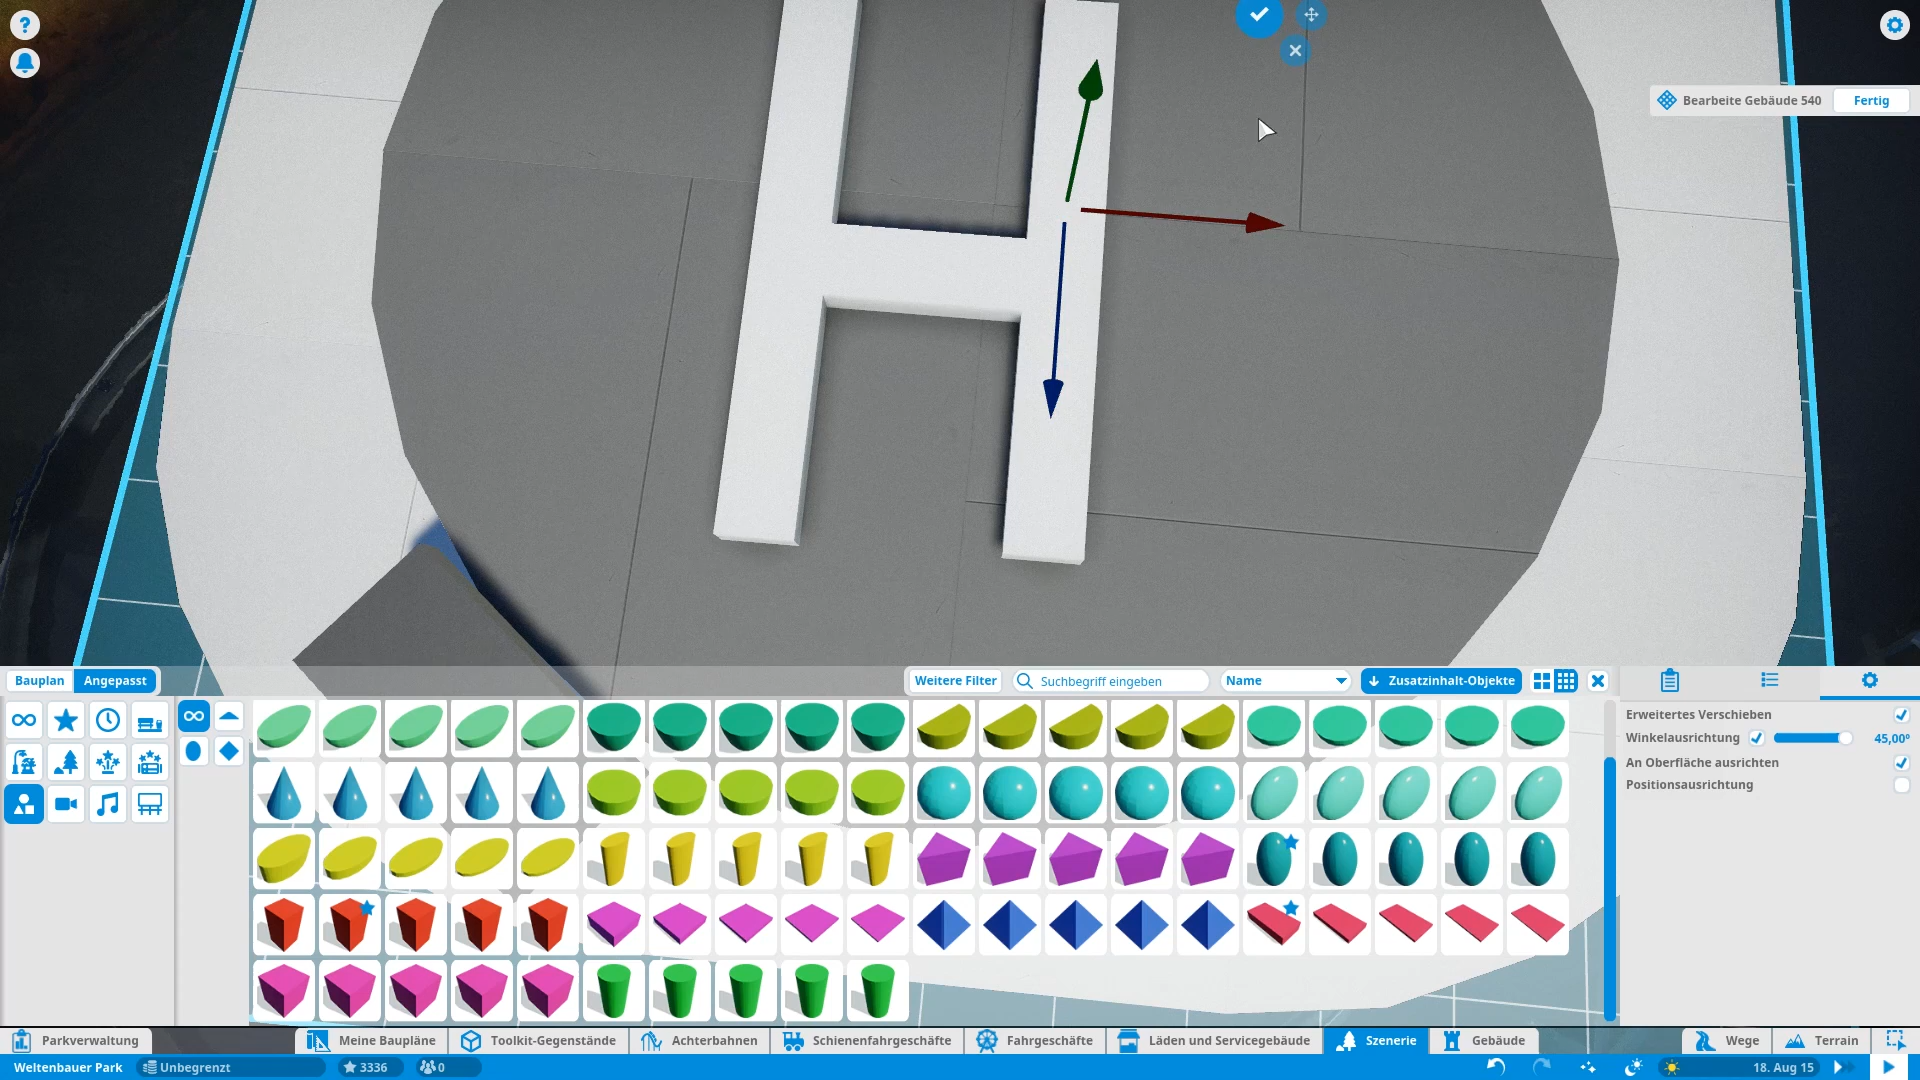 H
?
Bearbeite Gebäude 540
Fertig
Bauplan
Angepasst
Weitere Filter
Suchbegriff eingeben
Name
Zusatzinhalt-Objekte
Erweitertes Verschieben
Winkelausrichtung
45,00°
An Oberfläche ausrichten
Positionsausrichtung
Parkverwaltung
Meine Baupläne
Toolkit-Gegenstände
Achterbahnen
Schienenfahrgeschäfte
Fahrgeschäfte
Läden und Servicegebäude
Szenerie
Gebäude
Wege
Terrain
Weltenbauer Park
Unbegrenzt
3336
0
18. Aug 15